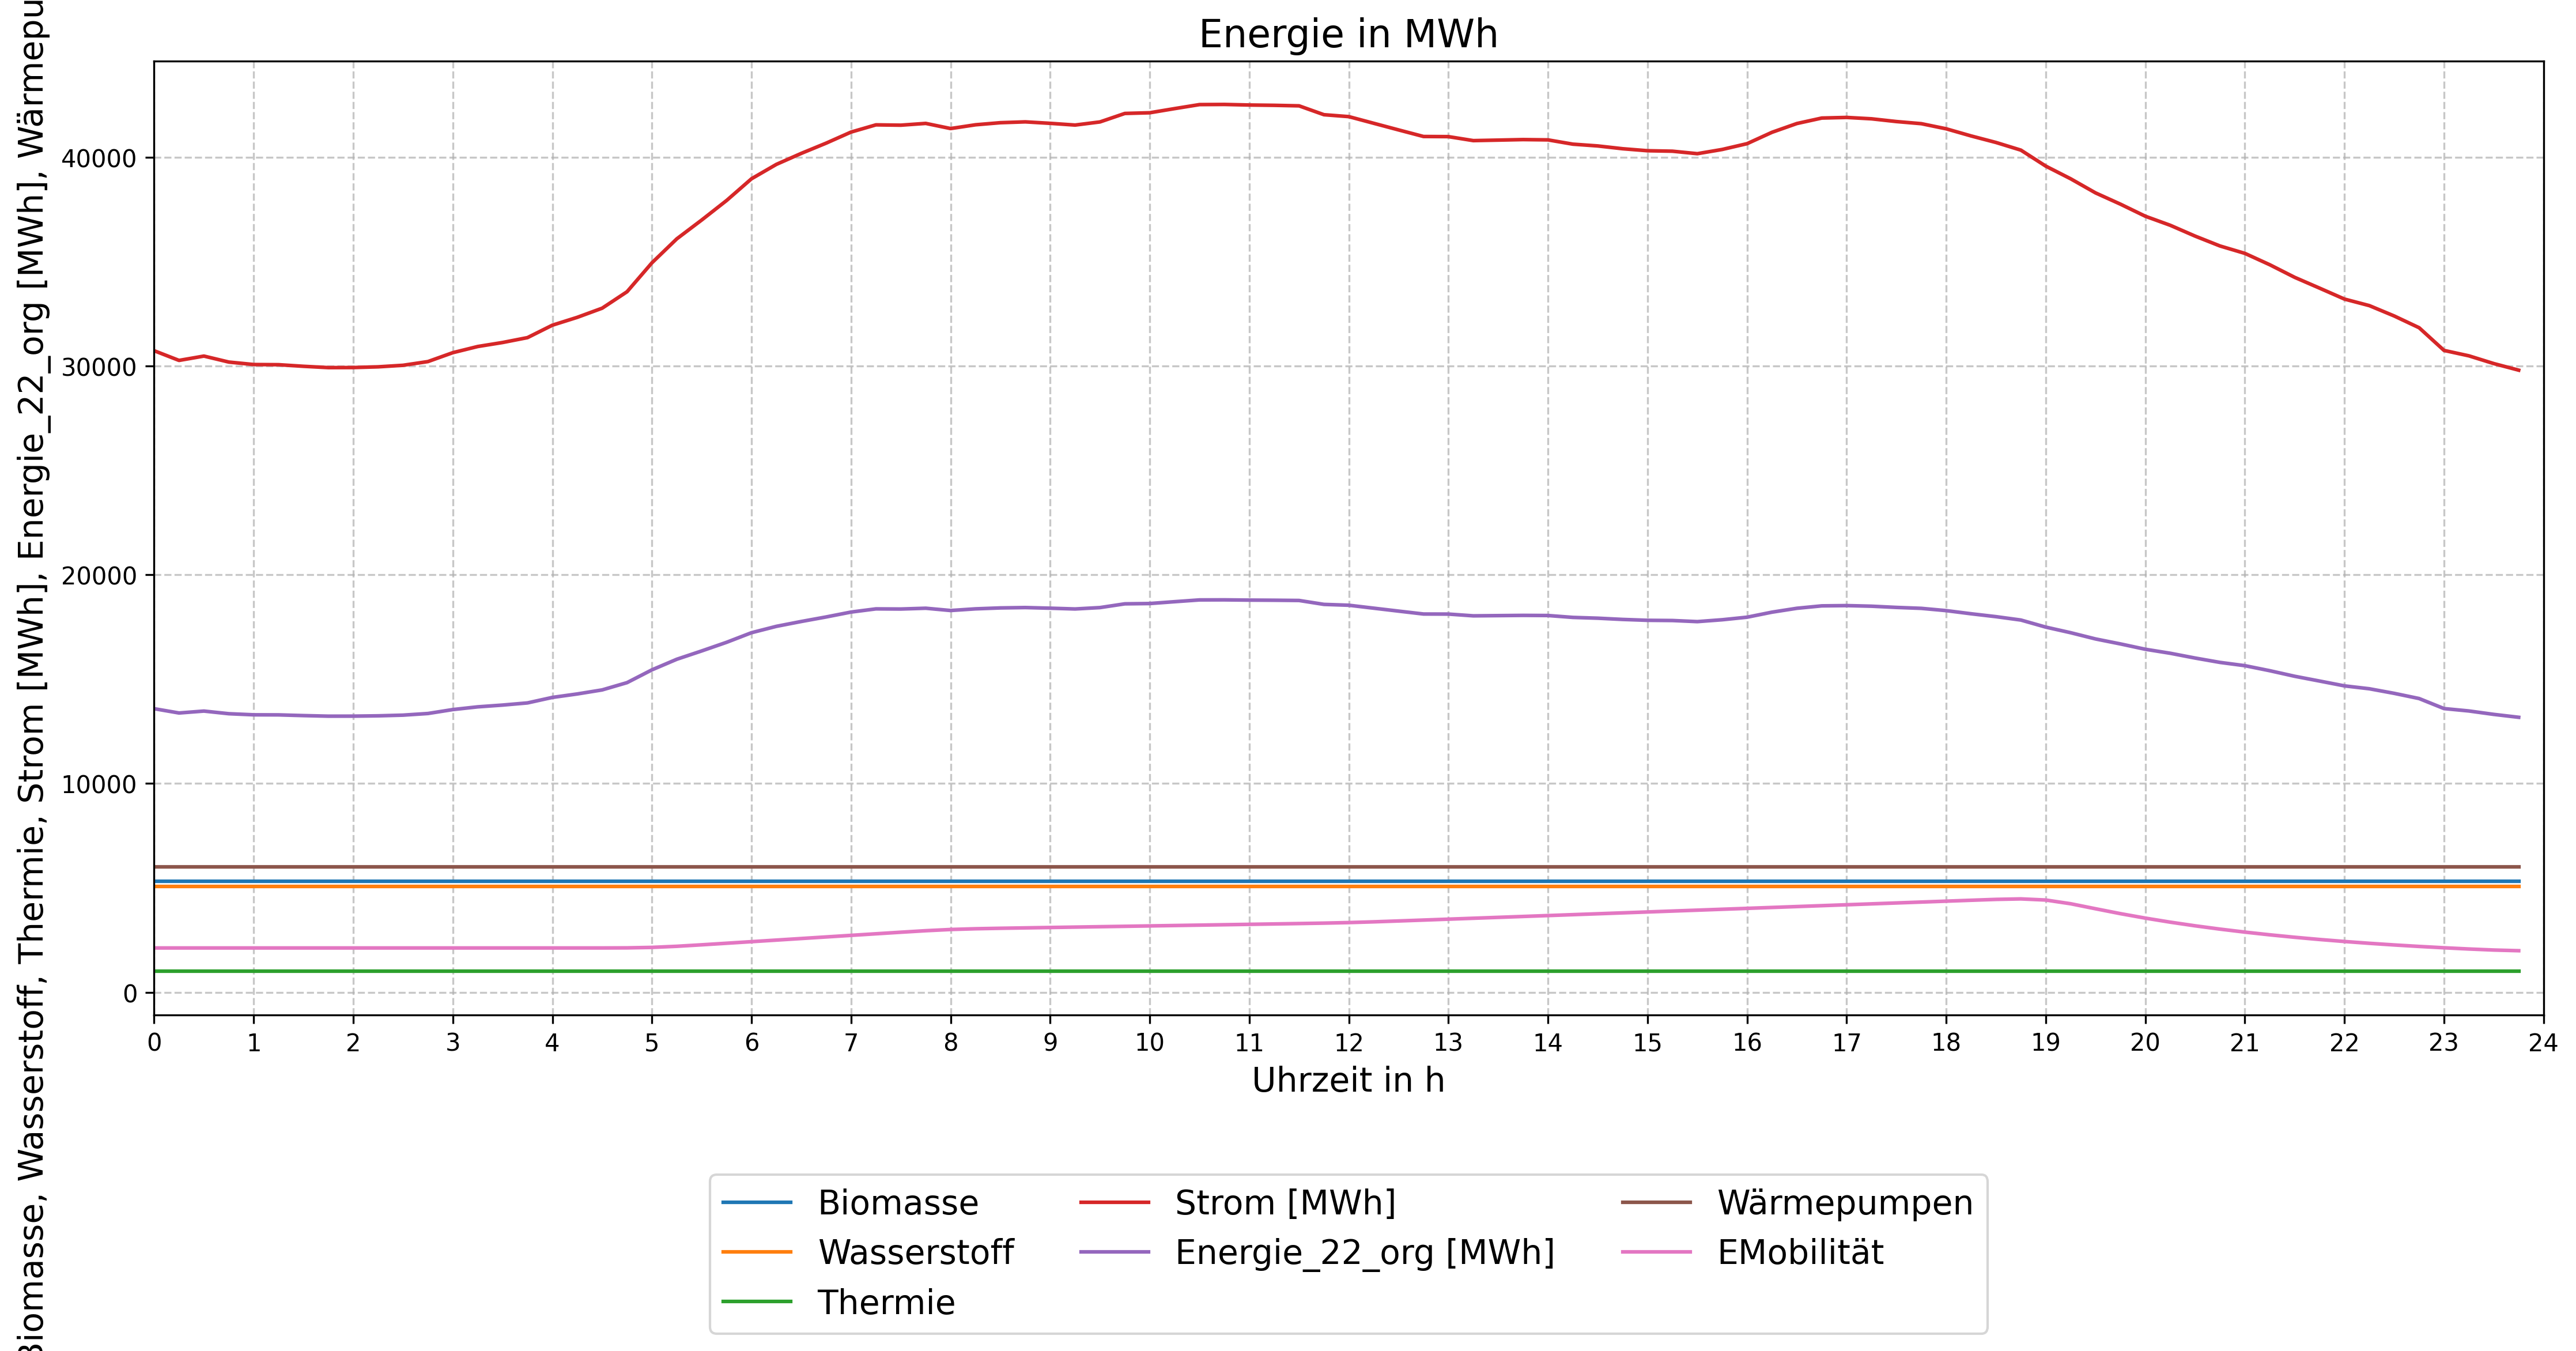 Energie in MWh
Biomasse, Wasserstoff, Thermie, Strom [MWh], Energie_22_org [MWh], Wärmepu
40000
30000
20000
10000
0
0 1 2 3 4 5 6 7 8 9 10 11 12 13 14 15 16 17 18 19 20 21 22 23 24
Uhrzeit in h
Biomasse
Wasserstoff
Thermie
Strom [MWh]
Energie_22_org [MWh]
Wärmepumpen
EMobilität